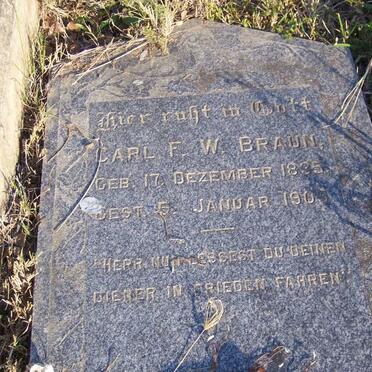 Hier ruht in Gott
CARL F. W. BRAUN.
GEB. 17. DEZEMBER 1835
GEST. 5. JANUAR
"HERR, NUN LÄSSEST DU DEINEN
DIENER IN FRIEDEN FAHREN"